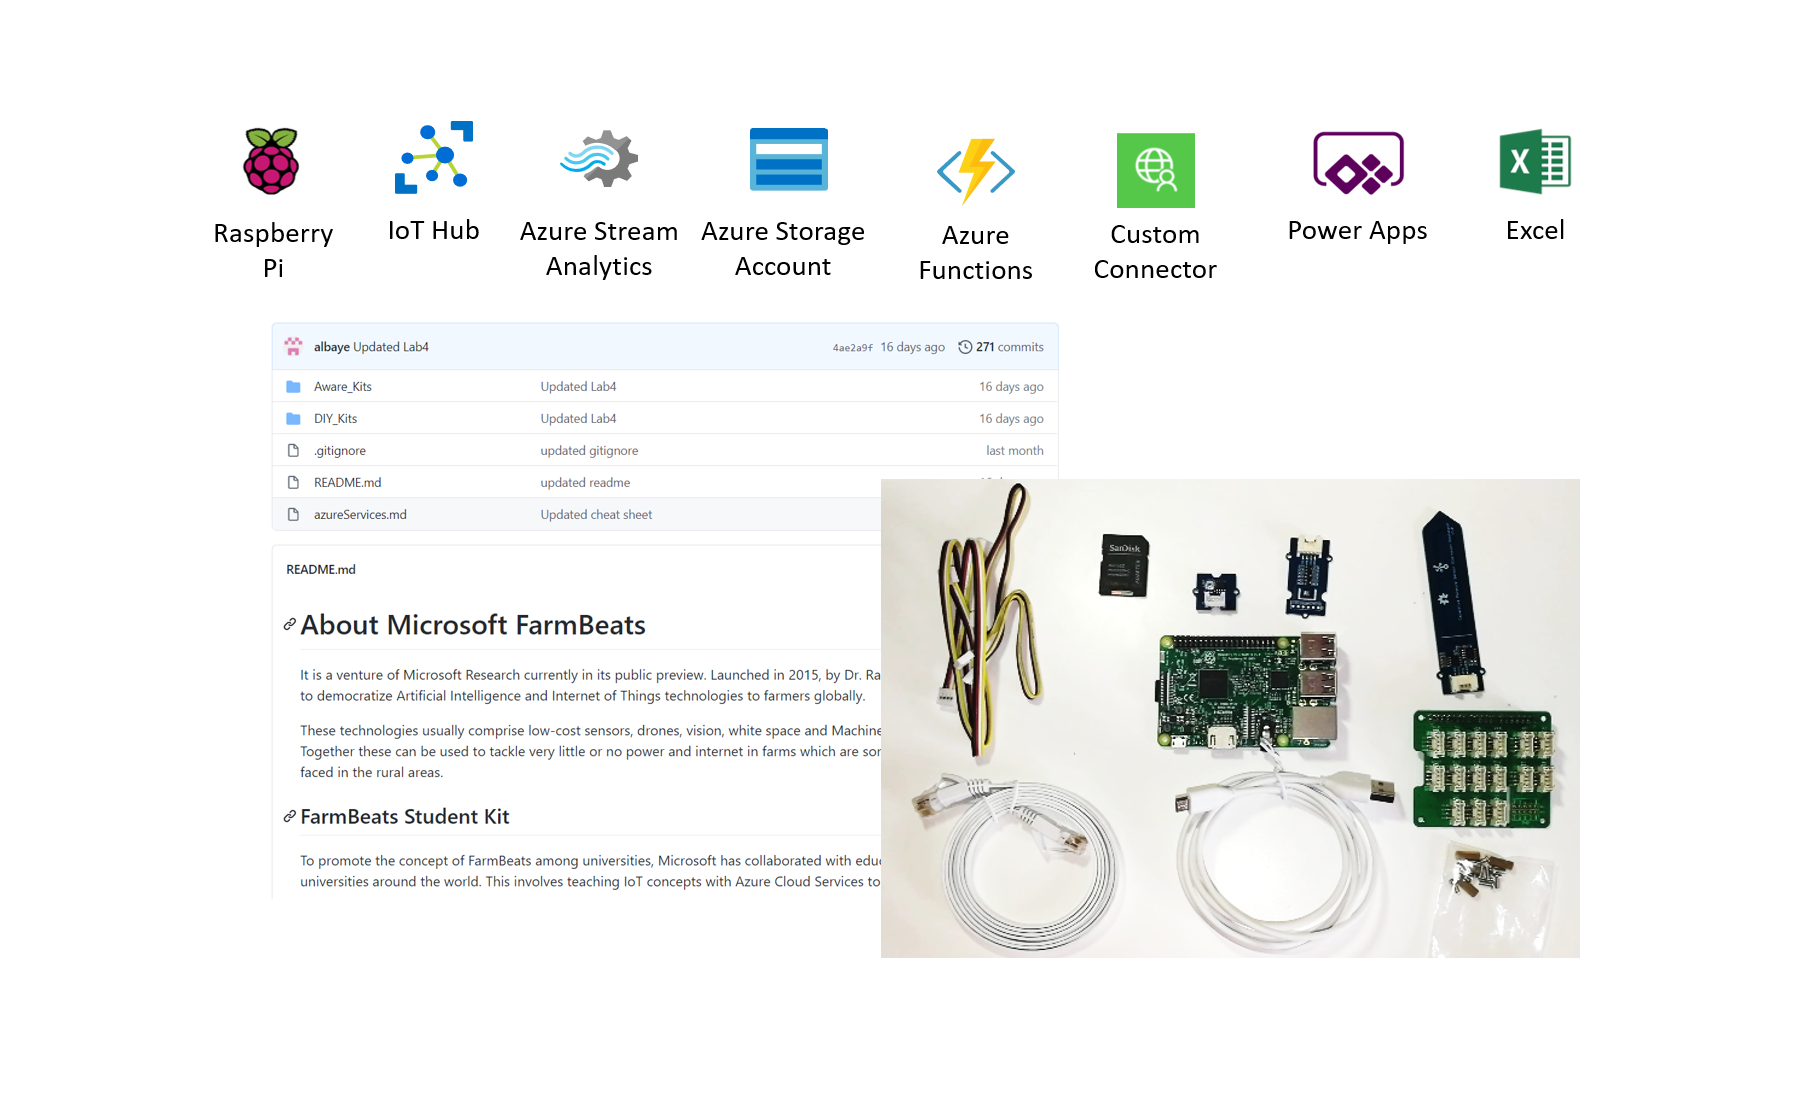 Raspberry
Pi
IoT Hub
Azure Stream
Analytics
Azure Storage
Account
Azure
Functions
Custom
Connector
Power Apps
Excel
albaye Updated Lab4 4ae2a9f 16 days ago 271 commits
Aware_Kits Updated Lab4 16 days ago
DIY_Kits Updated Lab4 16 days ago
.gitignore updated gitignore last month
README.md updated readme
azureServices.md Updated cheat sheet
README.md
About Microsoft FarmBeats
It is a venture of Microsoft Research currently in its public preview. Launched in 2015, by Dr. Ra
to democratize Artificial Intelligence and Internet of Things technologies to farmers globally.
These technologies usually comprise low-cost sensors, drones, vision, white space and Machine
Together these can be used to tackle very little or no power and internet in farms which are sor
faced in the rural areas.
FarmBeats Student Kit
To promote the concept of FarmBeats among universities, Microsoft has collaborated with educ
universities around the world. This involves teaching IoT concepts with Azure Cloud Services to
SanDisk